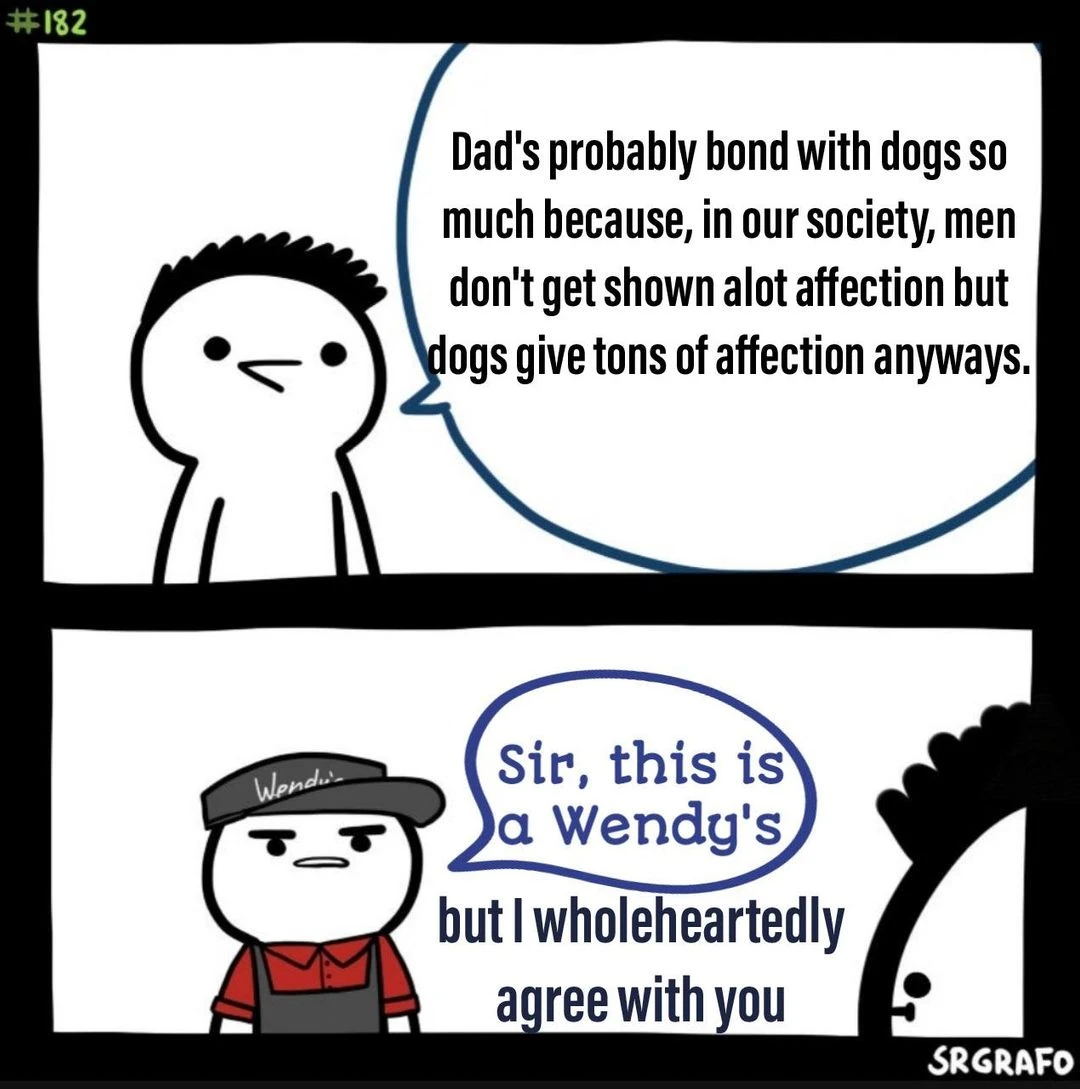 #182
Dad's probably bond with dogs so
much because, in our society, men
don't get shown alot affection but
dogs give tons of affection anyways.
Wendy's
Sir, this is
a Wendy's
but I wholeheartedly
agree with you
SRGRAFO